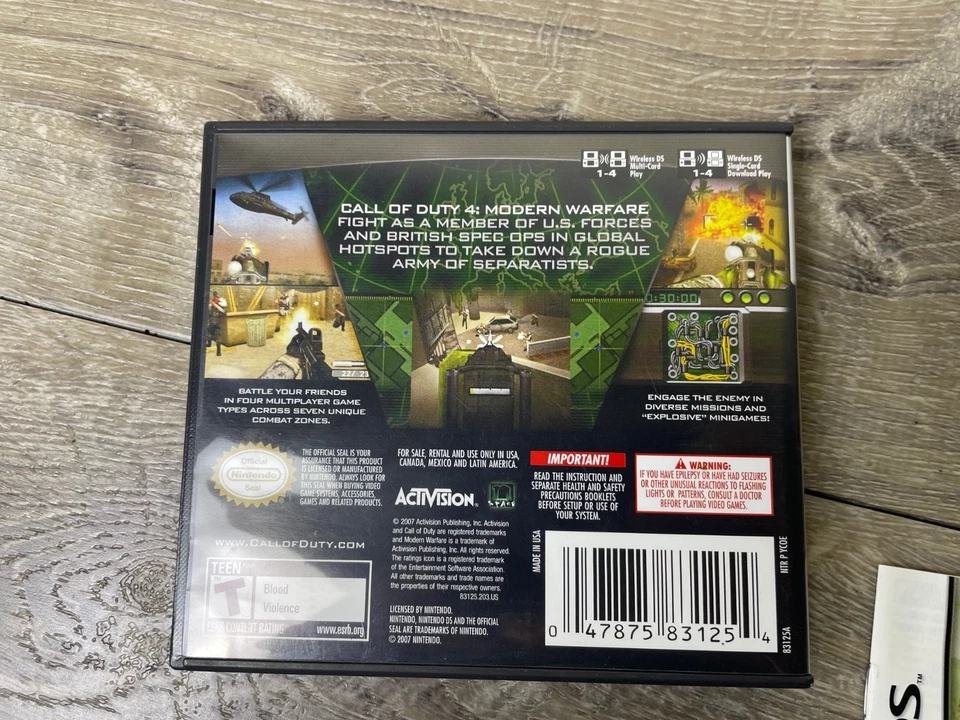 Wireless DS
Multi-Card
Play
1-4
Wireless DS
Single-Card
Download Play
1-4
CALL OF DUTY 4: MODERN WARFARE
FIGHT AS A MEMBER OF U.S. FORCES
AND BRITISH SPEC OPS IN GLOBAL
HOTSPOTS TO TAKE DOWN A ROGUE
ARMY OF SEPARATISTS.
0:30:00
22/ 23
BATTLE YOUR FRIENDS
IN FOUR MULTIPLAYER GAME
TYPES ACROSS SEVEN UNIQUE
COMBAT ZONES.
ENGAGE THE ENEMY IN
DIVERSE MISSIONS AND
"EXPLOSIVE" MINIGAMES!
Official
Nintendo
Seal
THE OFFICIAL SEAL IS YOUR
ASSURANCE THAT THIS PRODUCT
IS LICENSED OR MANUFACTURED
BY NINTENDO. ALWAYS LOOK FOR
THIS SEAL WHEN BUYING VIDEO
GAME SYSTEMS, ACCESSORIES,
GAMES AND RELATED PRODUCTS.
FOR SALE, RENTAL AND USE ONLY IN USA,
CANADA, MEXICO AND LATIN AMERICA.
ACTIVISION.
IMPORTANT!
READ THE INSTRUCTION AND
SEPARATE HEALTH AND SAFETY
PRECAUTIONS BOOKLETS
BEFORE SETUP OR USE OF
YOUR SYSTEM.
WARNING:
IF YOU HAVE EPILEPSY OR HAVE HAD SEIZURES
OR OTHER UNUSUAL REACTIONS TO FLASHING
LIGHTS OR PATTERNS, CONSULT A DOCTOR
BEFORE PLAYING VIDEO GAMES.
www.CallofDuty.com
TEEN
T
Blood
Violence
CONTENT RATING
www.esrb.org
© 2007 Activision Publishing, Inc. Activision
and Call of Duty are registered trademarks
and Modern Warfare is a trademark of
Activision Publishing, Inc. All rights reserved.
The ratings icon is a registered trademark
of the Entertainment Software Association.
All other trademarks and trade names are
the properties of their respective owners.
83125.203.US
LICENSED BY NINTENDO.
NINTENDO, NINTENDO DS AND THE OFFICIAL
SEAL ARE TRADEMARKS OF NINTENDO.
© 2007 NINTENDO.
MADE IN USA
0 47875 83125 4
NTR P YCOE
83125A
S™